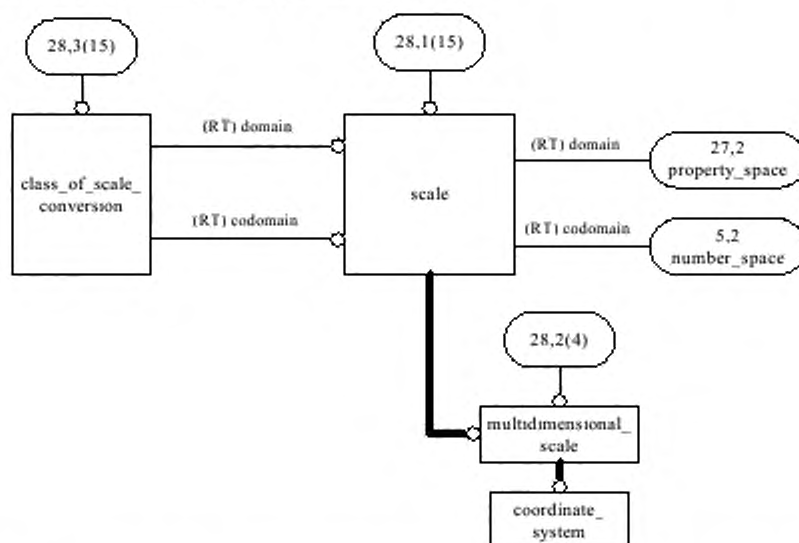 28,3(15)
28,1(15)
(RT) domain
(RT) domain
27,2
property_space
class_of_scale_
conversion
scale
(RT) codomain
(RT) codomain
5,2
number_space
28,2(4)
multidimensional_
scale
coordinate_
system